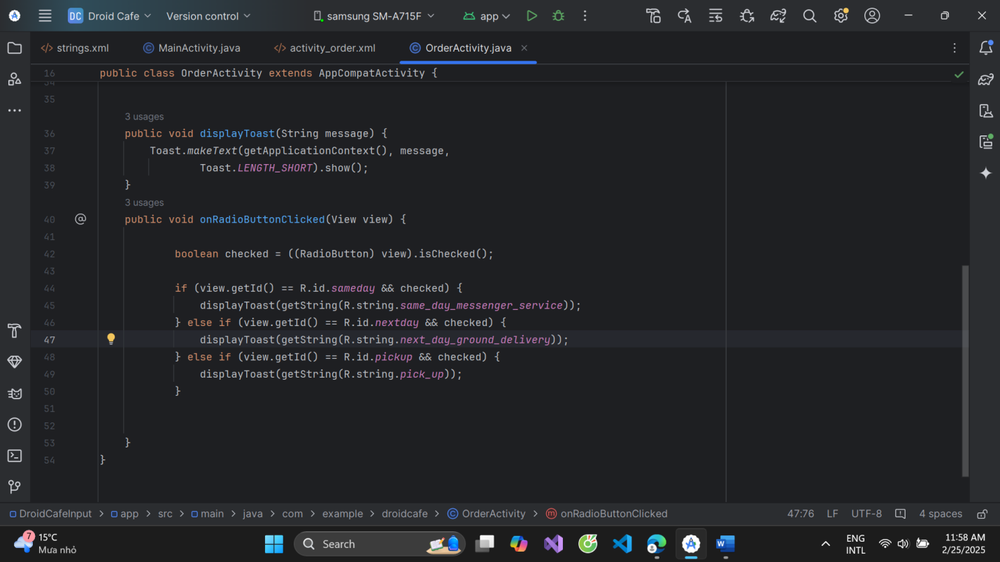 DC Droid Cafe Version control samsung SM-A715F app
strings.xml MainActivity.java activity_order.xml OrderActivity.java
16 public class OrderActivity extends AppCompatActivity {
34
35
3 usages
36 public void displayToast(String message) {
37 Toast.makeText(getApplicationContext(), message,
38 Toast.LENGTH_SHORT).show();
39 }
3 usages
40 public void onRadioButtonClicked(View view) {
41
42 boolean checked = ((RadioButton) view).isChecked();
43
44 if (view.getId() == R.id.sameday && checked) {
45 displayToast(getString(R.string.same_day_messenger_service));
46 } else if (view.getId() == R.id.nextday && checked) {
47 displayToast(getString(R.string.next_day_ground_delivery));
48 } else if (view.getId() == R.id.pickup && checked) {
49 displayToast(getString(R.string.pick_up));
50 }
51
52
53 }
54 }
DroidCafeInput > app > src > main > java > com > example > droidcafe > OrderActivity > onRadioButtonClicked 47:76 LF UTF-8 4 spaces
7 15°C
Mưa nhỏ
Search
ENG
INTL
11:58 AM
2/25/2025